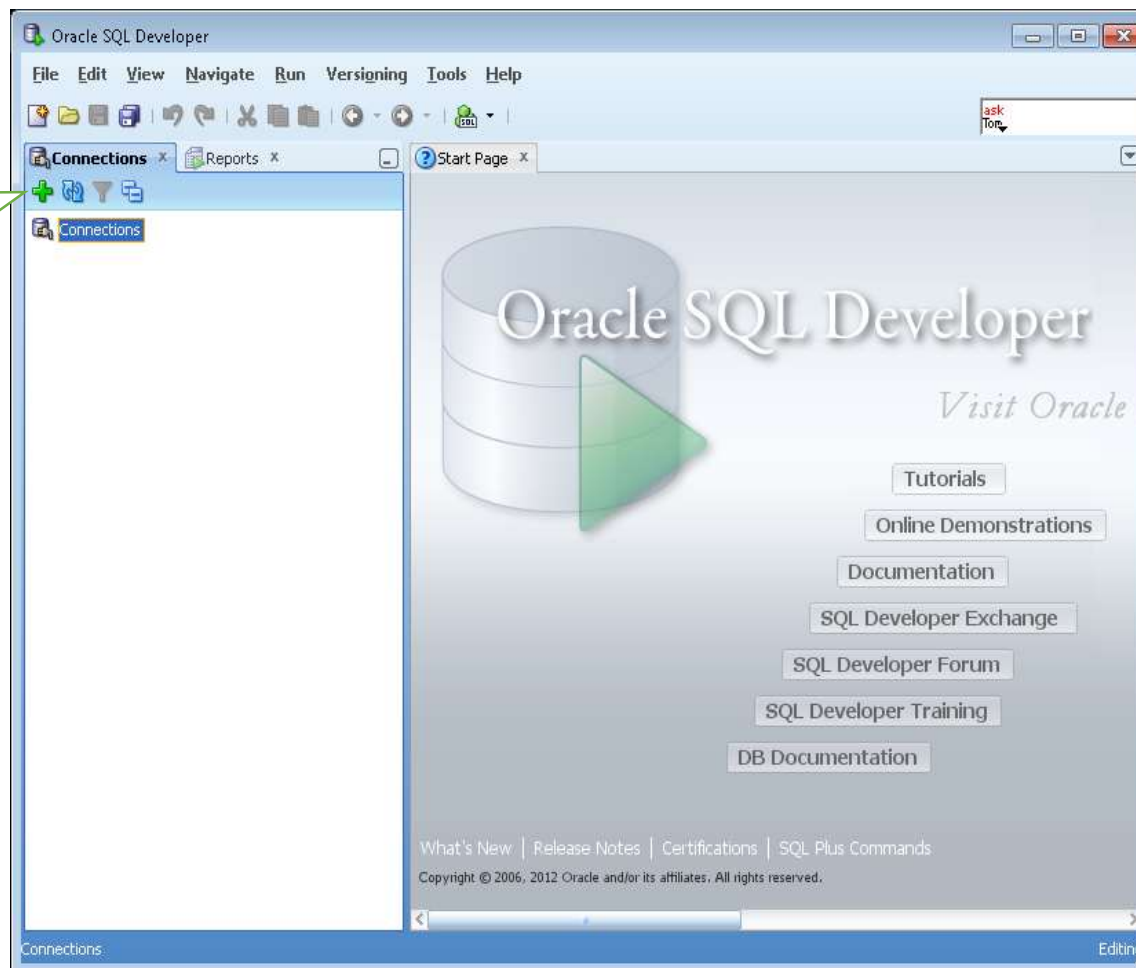 Oracle SQL Developer
File Edit View Navigate Run Versioning Tools Help
SQL
ask
Tom
Connections Reports
Start Page
Connections
Oracle SQL Developer
Visit Oracle
Tutorials
Online Demonstrations
Documentation
SQL Developer Exchange
SQL Developer Forum
SQL Developer Training
DB Documentation
What's New | Release Notes | Certifications | SQL Plus Commands
Copyright © 2006, 2012 Oracle and/or its affiliates. All rights reserved.
Connections Editin